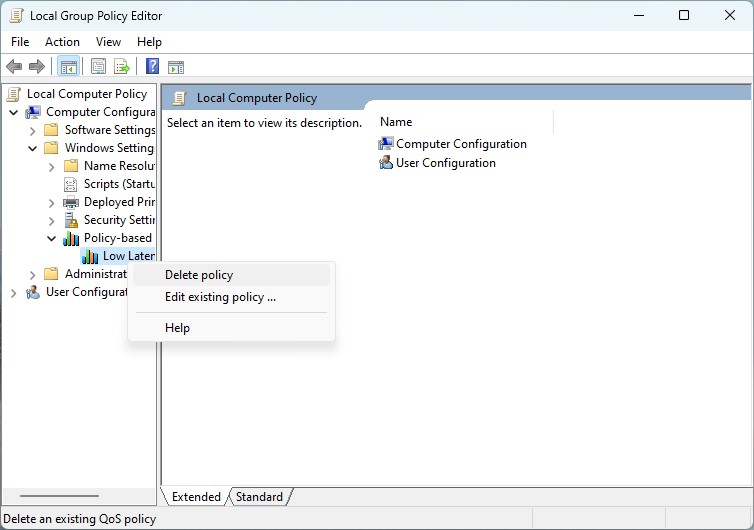 Local Group Policy Editor
File Action View Help
Local Computer Policy
Computer Configura
Software Settings
Windows Setting
Name Resolu
Scripts (Startu
Deployed Prin
Security Settin
Policy-based
Low Laten
Administrat
User Configurat
Local Computer Policy
Select an item to view its description.
Name
Computer Configuration
User Configuration
Delete policy
Edit existing policy ...
Help
Extended Standard
Delete an existing QoS policy